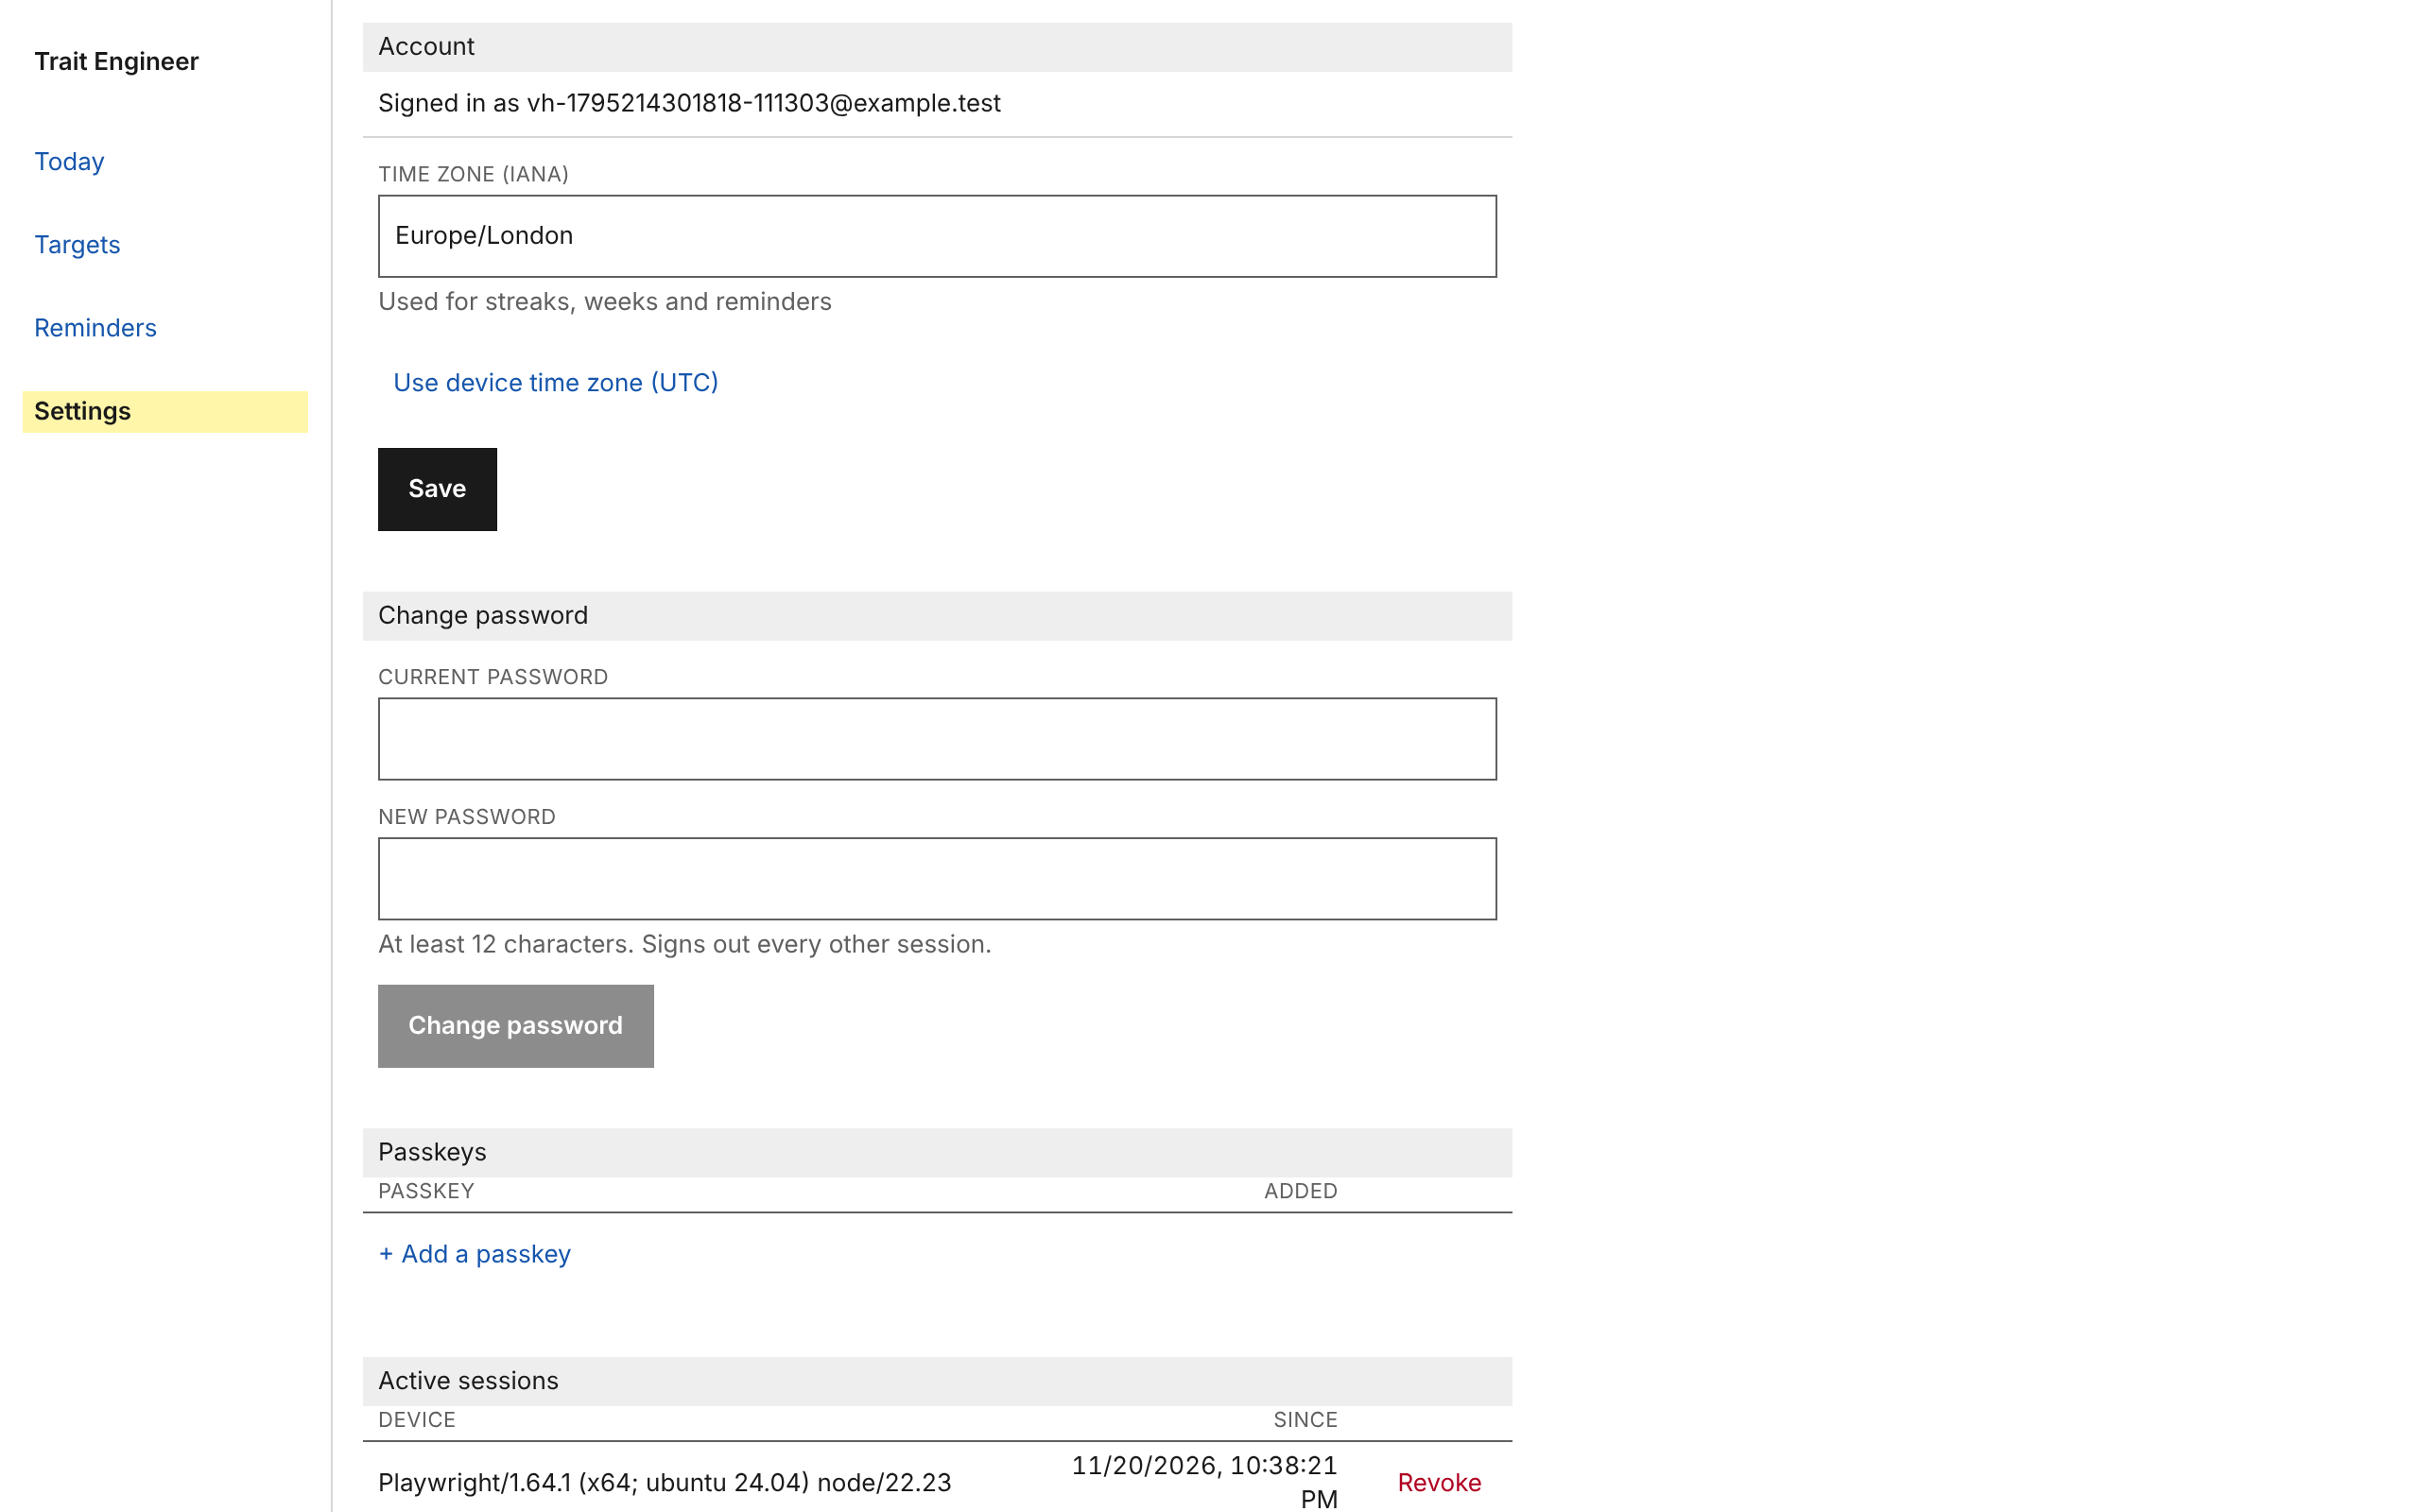 Trait Engineer
Today
Targets
Reminders
Settings
Account
Signed in as vh-1795214301818-111303@example.test
TIME ZONE (IANA)
Europe/London
Used for streaks, weeks and reminders
Use device time zone (UTC)
Save
Change password
CURRENT PASSWORD
NEW PASSWORD
At least 12 characters. Signs out every other session.
Change password
Passkeys
PASSKEY ADDED
+ Add a passkey
Active sessions
DEVICE SINCE
Playwright/1.64.1 (x64; ubuntu 24.04) node/22.23 11/20/2026, 10:38:21 PM Revoke